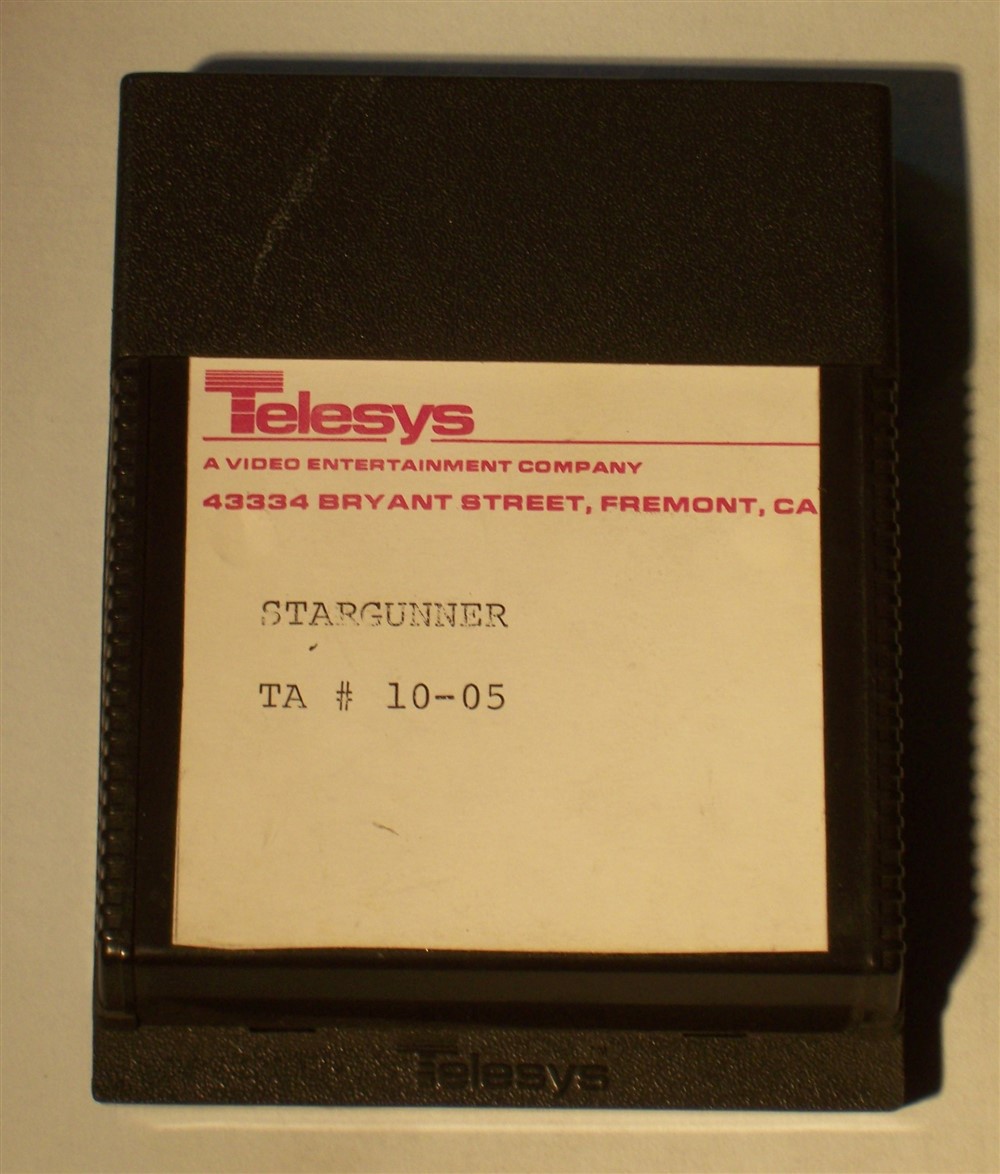 Telesys
A VIDEO ENTERTAINMENT COMPANY
43334 BRYANT STREET, FREMONT, CA
STARGUNNER
TA # 10-05
Telesys